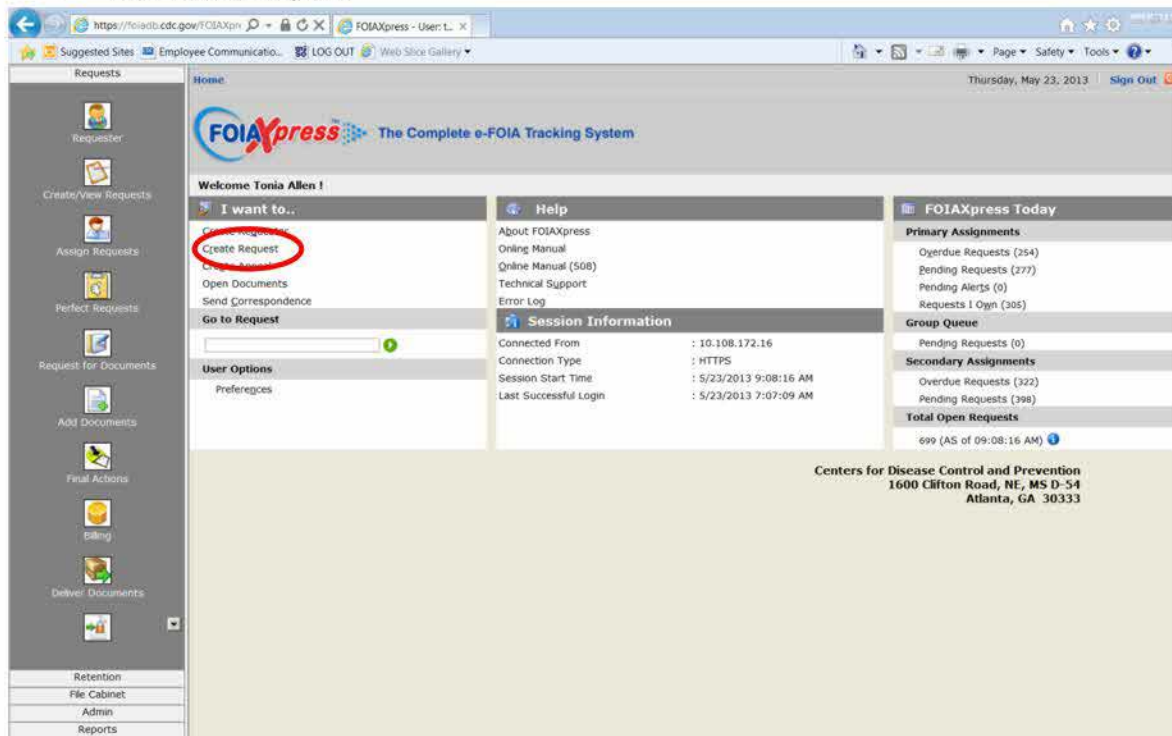 https://foiadb.cdc.gov/FOIAXpr
FOIAXpress - User: t...
Suggested Sites
Employee Communicatio...
LOG OUT
Web Slice Gallery
Page
Safety
Tools
Requests
Requester
Create/View Requests
Assign Requests
Perfect Requests
Request for Documents
Add Documents
Final Actions
Billing
Deliver Documents
Retention
File Cabinet
Admin
Reports
Home
Thursday, May 23, 2013
Sign Out
FOIAXpress
The Complete e-FOIA Tracking System
Welcome Tonia Allen !
I want to..
Create Requester
Create Request
Create Appeal
Open Documents
Send Correspondence
Go to Request
User Options
Preferences
Help
About FOIAXpress
Online Manual
Online Manual (508)
Technical Support
Error Log
Session Information
Connected From : 10.108.172.16
Connection Type : HTTPS
Session Start Time : 5/23/2013 9:08:16 AM
Last Successful Login : 5/23/2013 7:07:09 AM
FOIAXpress Today
Primary Assignments
Overdue Requests (254)
Pending Requests (277)
Pending Alerts (0)
Requests I Own (305)
Group Queue
Pending Requests (0)
Secondary Assignments
Overdue Requests (322)
Pending Requests (398)
Total Open Requests
699 (AS of 09:08:16 AM)
Centers for Disease Control and Prevention
1600 Clifton Road, NE, MS D-54
Atlanta, GA 30333